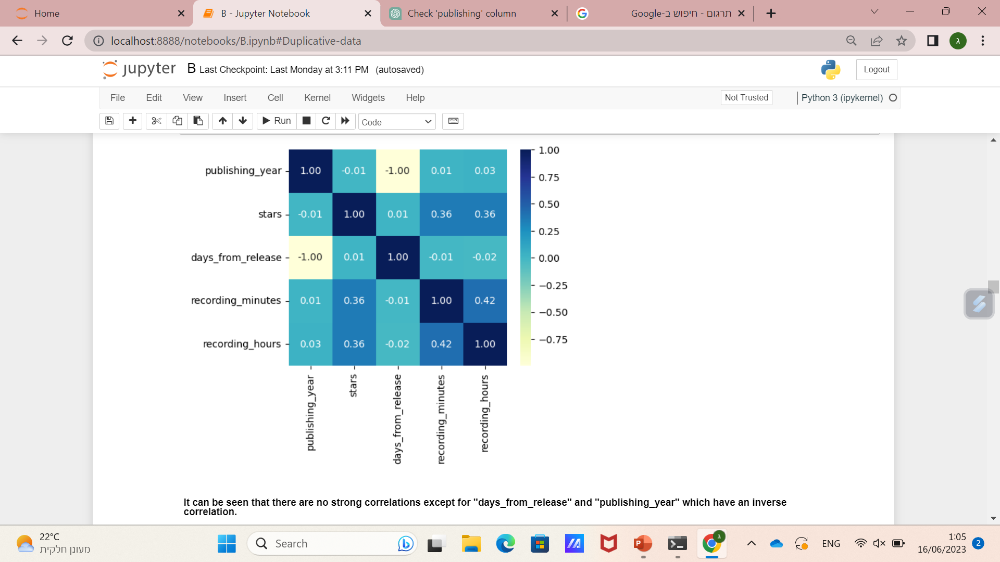 Home
B - Jupyter Notebook
Check 'publishing' column
תרגום - חיפוש ב-Google
localhost:8888/notebooks/B.ipynb#Duplicative-data
λ
jupyter B Last Checkpoint: Last Monday at 3:11 PM (autosaved)
Logout
File Edit View Insert Cell Kernel Widgets Help
Not Trusted
Python 3 (ipykernel)
Run
Code
1.00
publishing_year 1.00 -0.01 -1.00 0.01 0.03
0.75
0.50
stars -0.01 1.00 0.01 0.36 0.36
0.25
days_from_release -1.00 0.01 1.00 -0.01 -0.02
0.00
−0.25
recording_minutes 0.01 0.36 -0.01 1.00 0.42
−0.50
recording_hours 0.03 0.36 -0.02 0.42 1.00
−0.75
publishing_year
stars
days_from_release
recording_minutes
recording_hours
It can be seen that there are no strong correlations except for "days_from_release" and "publishing_year" which have an inverse
correlation.
22°C
מעונן חלקית
Search
ENG
1:05
16/06/2023
2